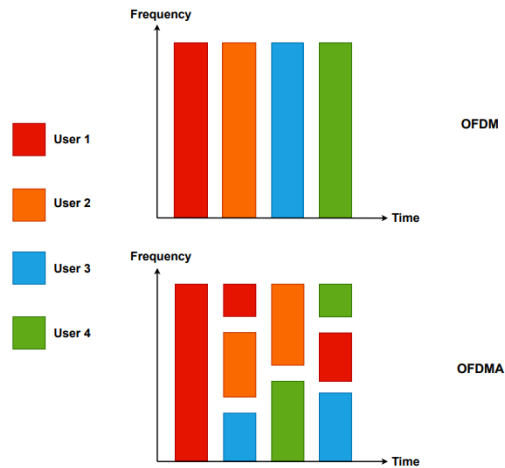 Frequency
OFDM
User 1
User 2
Time
Frequency
User 3
User 4
OFDMA
Time